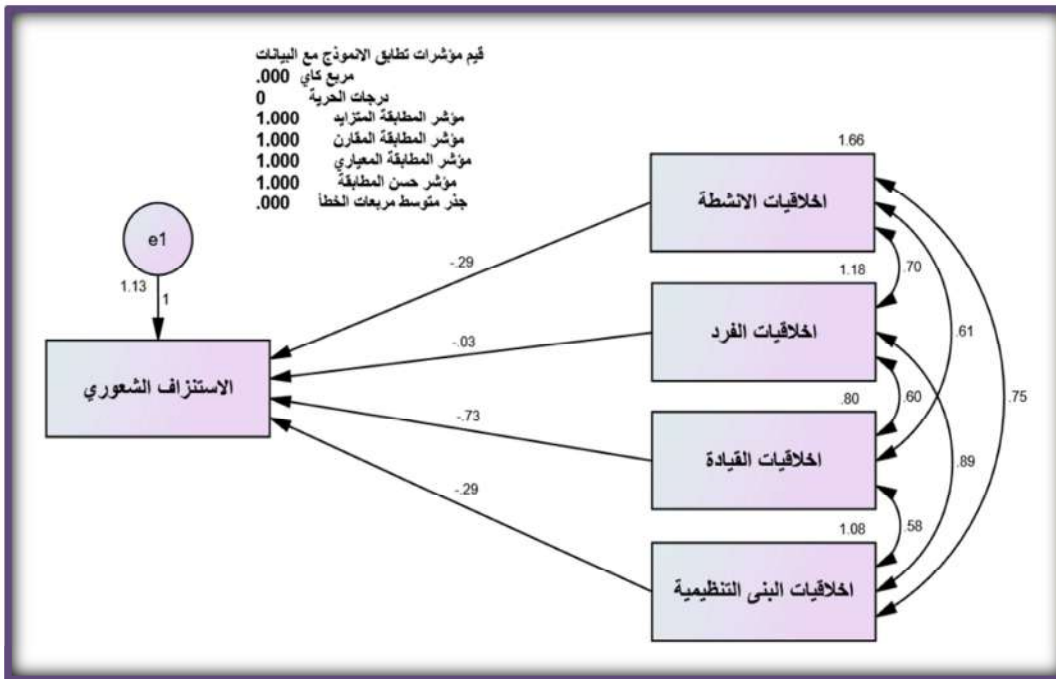 قيم مؤشرات تطابق الانموذج مع البيانات
مربع كاي .000
درجات الحرية 0
مؤشر المطابقة المتزايد 1.000
مؤشر المطابقة المقارن 1.000
مؤشر المطابقة المعياري 1.000
مؤشر حسن المطابقة 1.000
جذر متوسط مربعات الخطأ .000
e1
1.13
1
الاستنزاف الشعوري
-.29
-.03
-.73
-.29
1.66
اخلاقيات الانشطة
1.18
اخلاقيات الفرد
.80
اخلاقيات القيادة
1.08
اخلاقيات البنى التنظيمية
.70
.61
.60
.75
.89
.58